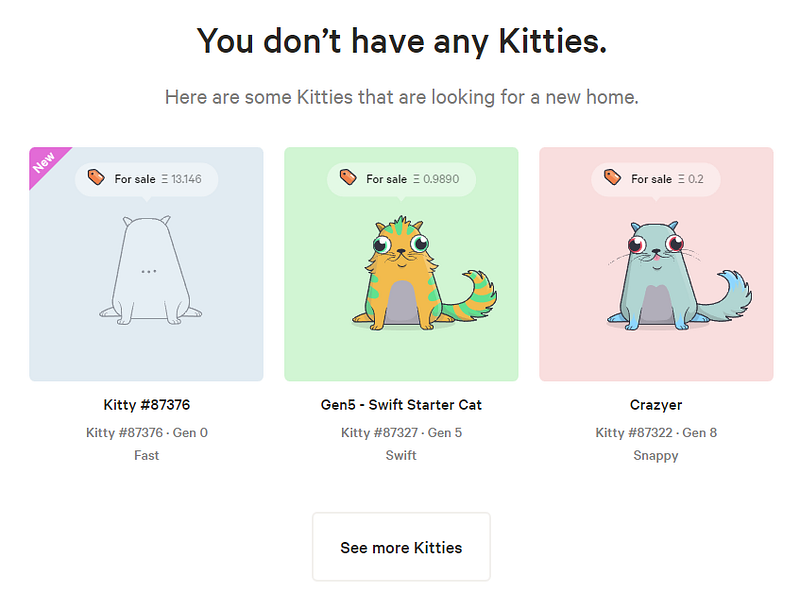 You don’t have any Kitties.
Here are some Kitties that are looking for a new home.
New
For sale Ξ 13.146
For sale Ξ 0.9890
For sale Ξ 0.2
Kitty #87376
Gen5 - Swift Starter Cat
Crazyer
Kitty #87376 · Gen 0
Kitty #87327 · Gen 5
Kitty #87322 · Gen 8
Fast
Swift
Snappy
See more Kitties